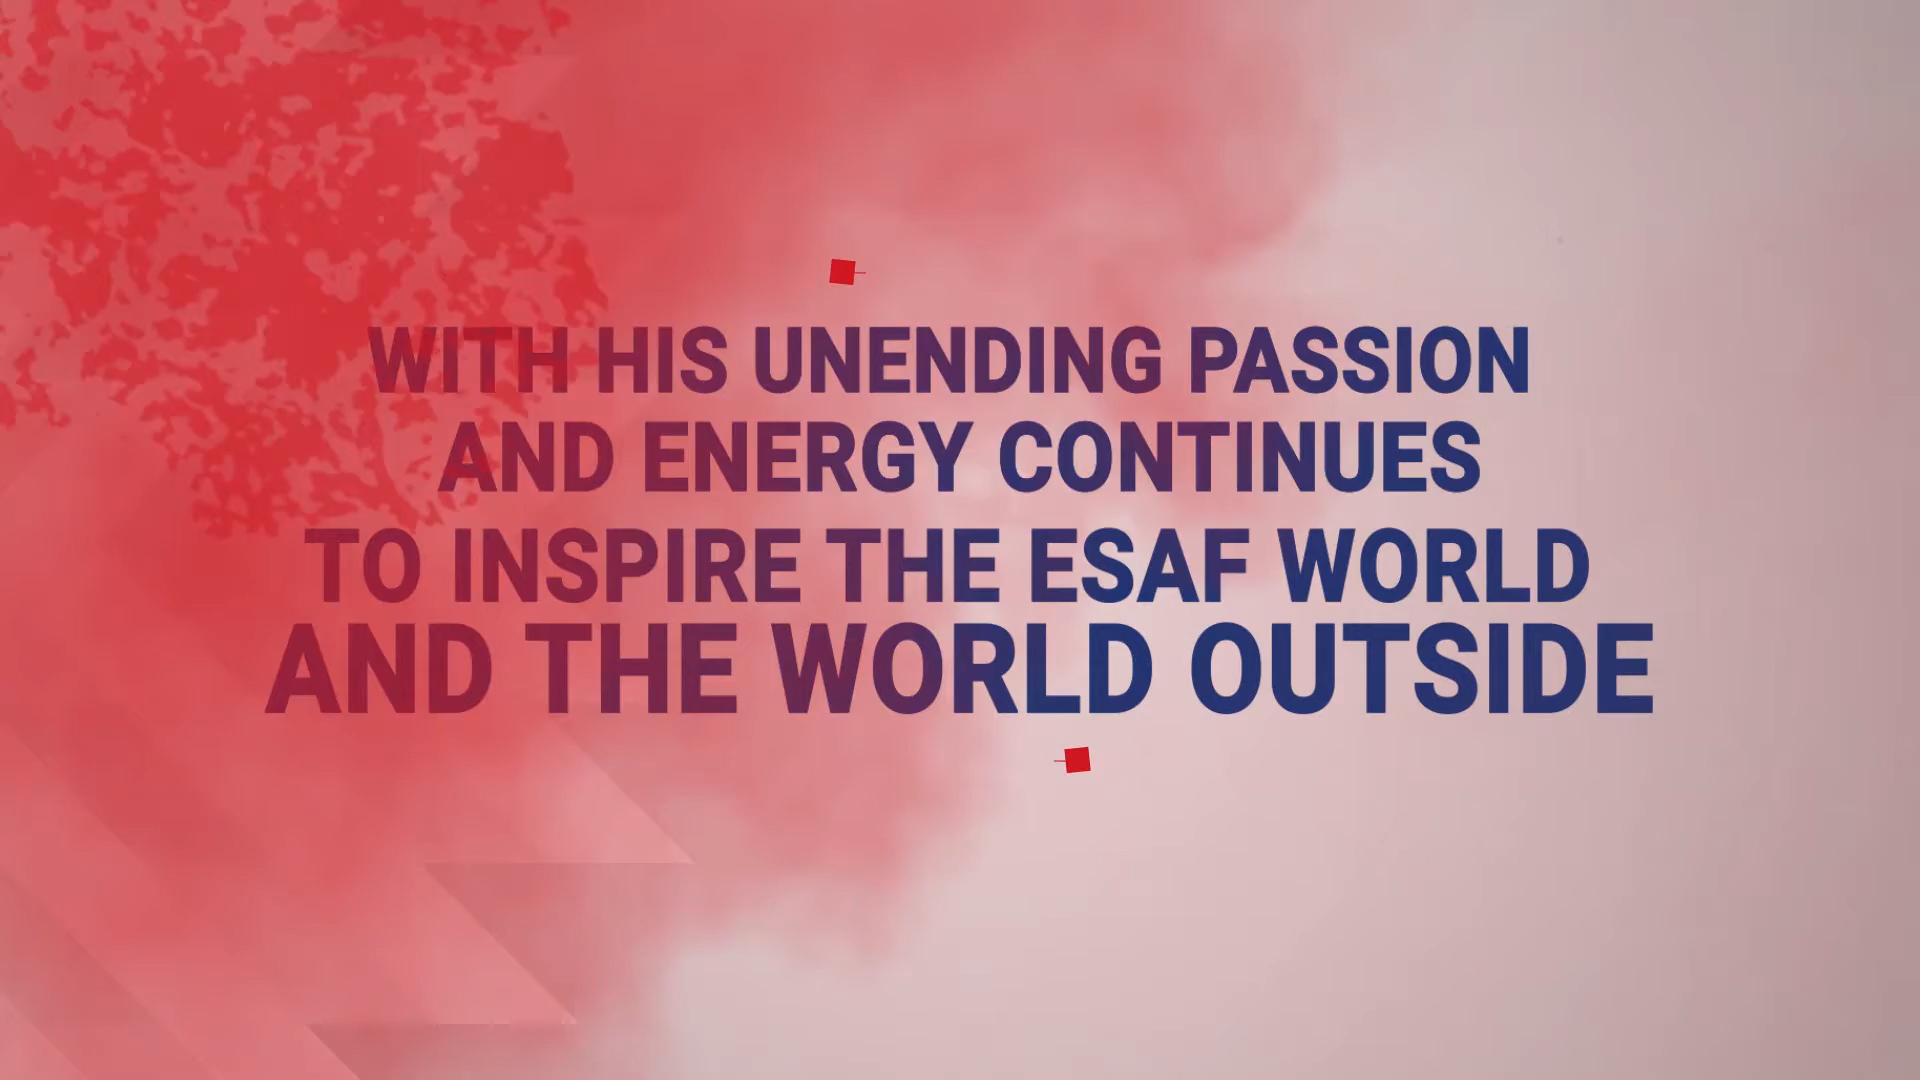 WITH HIS UNENDING PASSION
AND ENERGY CONTINUES
TO INSPIRE THE ESAF WORLD
AND THE WORLD OUTSIDE